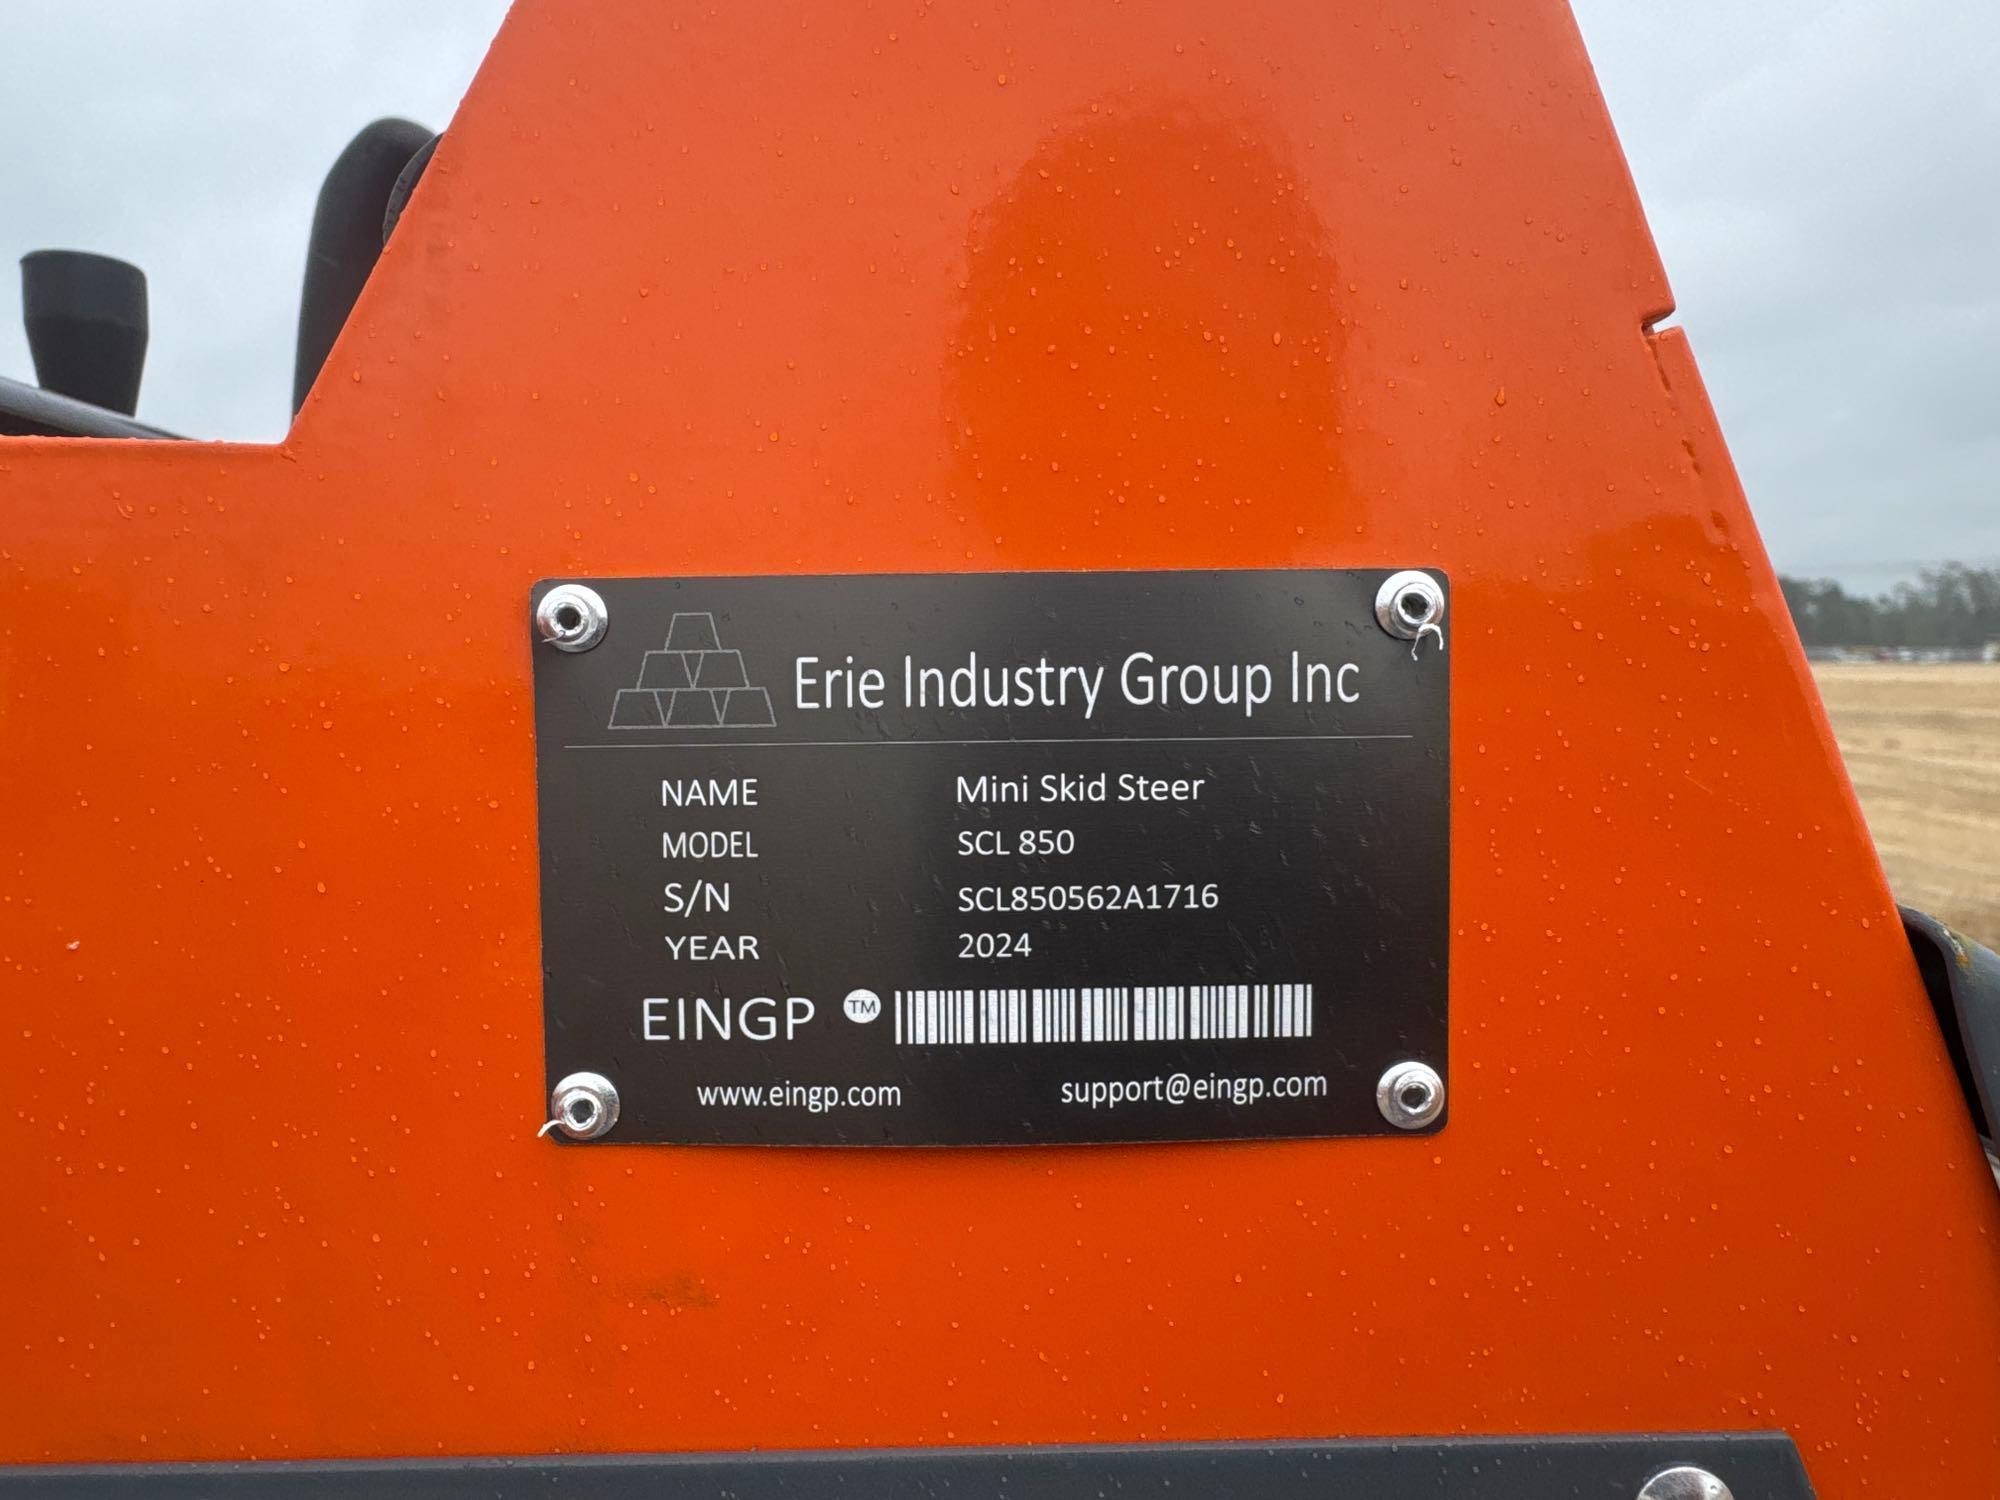 Erie Industry Group Inc
NAME Mini Skid Steer
MODEL SCL 850
S/N SCL850562A1716
YEAR 2024
EINGP TM
www.eingp.com support@eingp.com